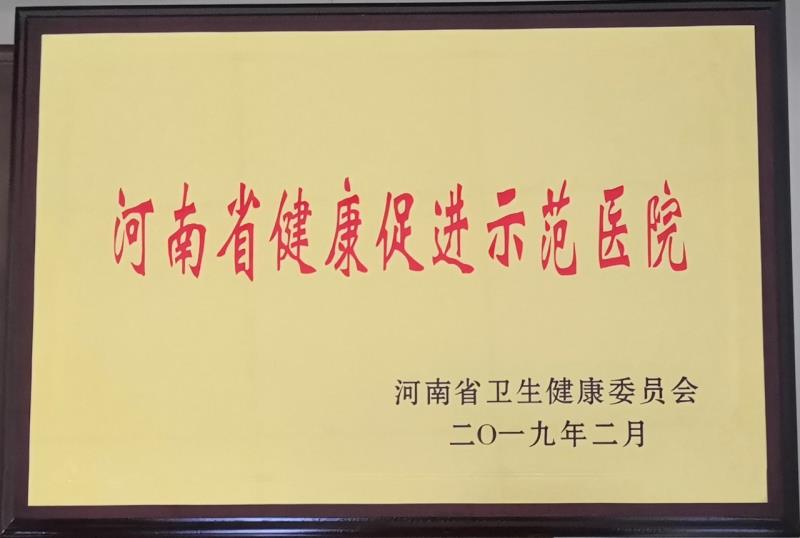 河南省健康促进示范医院
河南省卫生健康委员会
二〇一九年二月